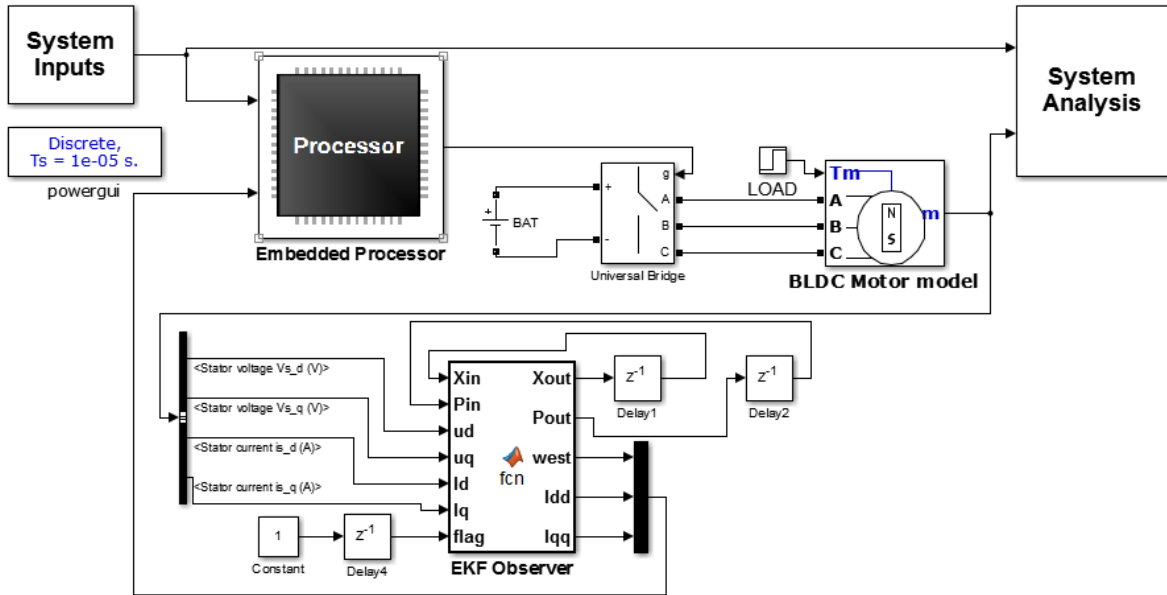 System
Inputs
System
Analysis
Discrete,
Ts = 1e-05 s.
powergui
Processor
Embedded Processor
+
BAT
+
-
g
A
B
C
Universal Bridge
LOAD
Tm
A
B
C
N
S
m
BLDC Motor model
<Stator voltage Vs_d (V)>
<Stator voltage Vs_q (V)>
<Stator current is_d (A)>
<Stator current is_q (A)>
1
Constant
z-1
Delay4
Xin
Pin
ud
uq
Id
Iq
flag
fcn
Xout
Pout
west
Idd
Iqq
EKF Observer
z-1
Delay1
z-1
Delay2